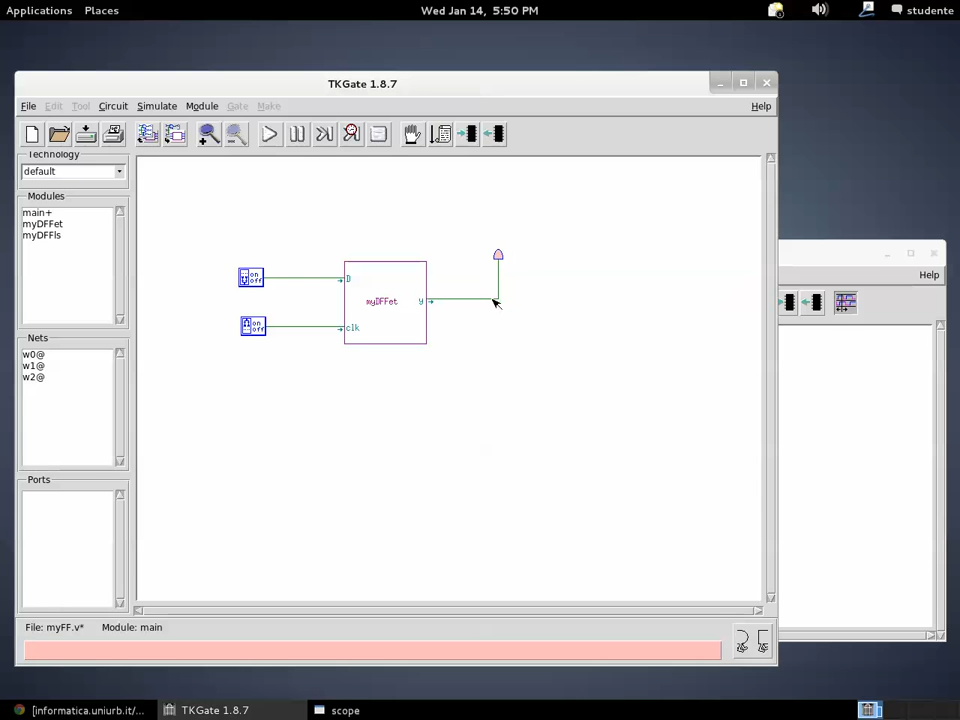 Applications Places Wed Jan 14, 5:50 PM studente
TKGate 1.8.7
File Edit Tool Circuit Simulate Module Gate Make Help
Technology
default
Modules
main+
myDFFet
myDFFls
Nets
w0@
w1@
w2@
Ports
on
off
D
myDFFet
y
on
off
clk
Help
File: myFF.v* Module: main
[informatica.uniurb.it/... TKGate 1.8.7 scope